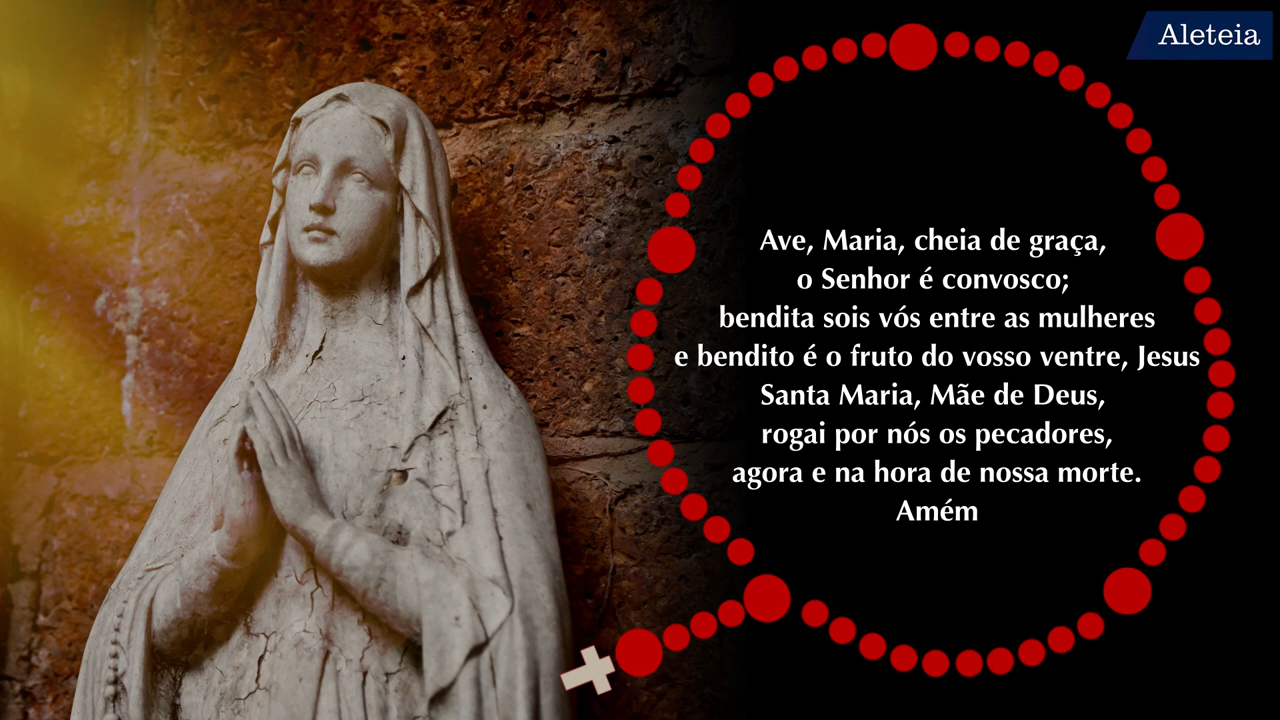 Aleteia
Ave, Maria, cheia de graça,
o Senhor é convosco;
bendita sois vós entre as mulheres
e bendito é o fruto do vosso ventre, Jesus
Santa Maria, Mãe de Deus,
rogai por nós os pecadores,
agora e na hora de nossa morte.
Amém